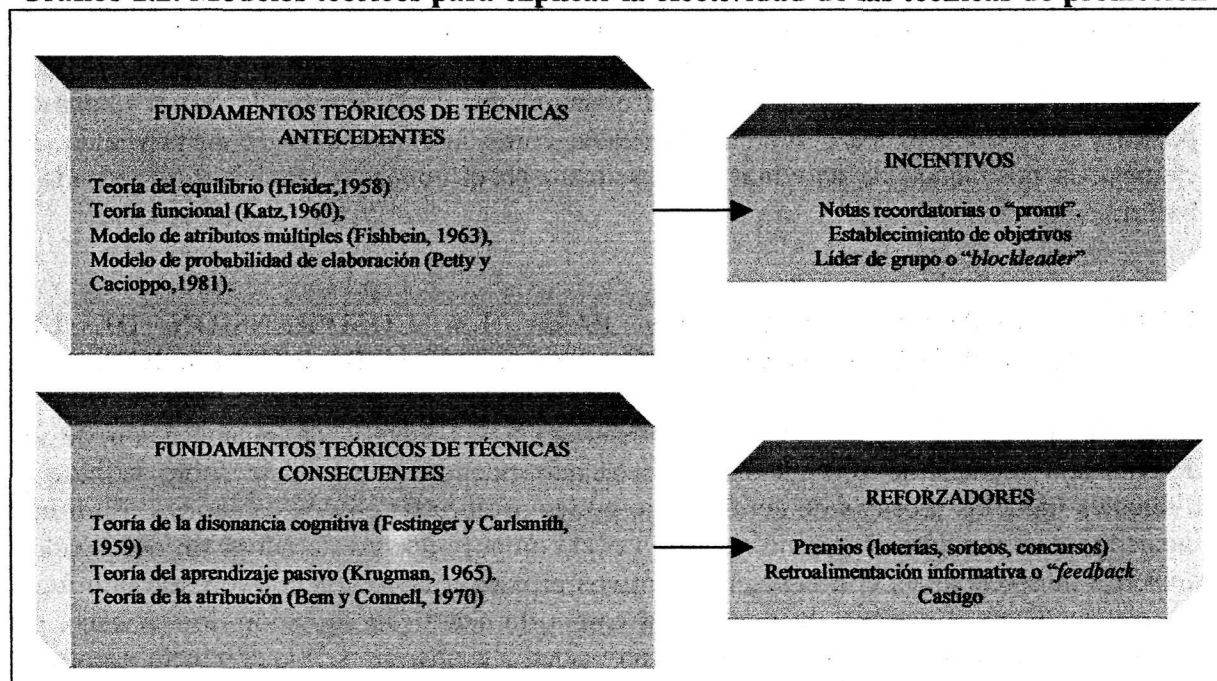 FUNDAMENTOS TEÓRICOS DE TÉCNICAS
ANTECEDENTES
Teoría del equilibrio (Heider,1958)
Teoría funcional (Katz,1960),
Modelo de atributos múltiples (Fishbein, 1963),
Modelo de probabilidad de elaboración (Petty y
Cacioppo,1981).
INCENTIVOS
Notas recordatorias o “promt”.
Establecimiento de objetivos
Líder de grupo o “blockleader”
FUNDAMENTOS TEÓRICOS DE TÉCNICAS
CONSECUENTES
Teoría de la disonancia cognitiva (Festinger y Carlsmith,
1959)
Teoría del aprendizaje pasivo (Krugman, 1965).
Teoría de la atribución (Bem y Connell, 1970)
REFORZADORES
Premios (loterías, sorteos, concursos)
Retroalimentación informativa o “feedback
Castigo